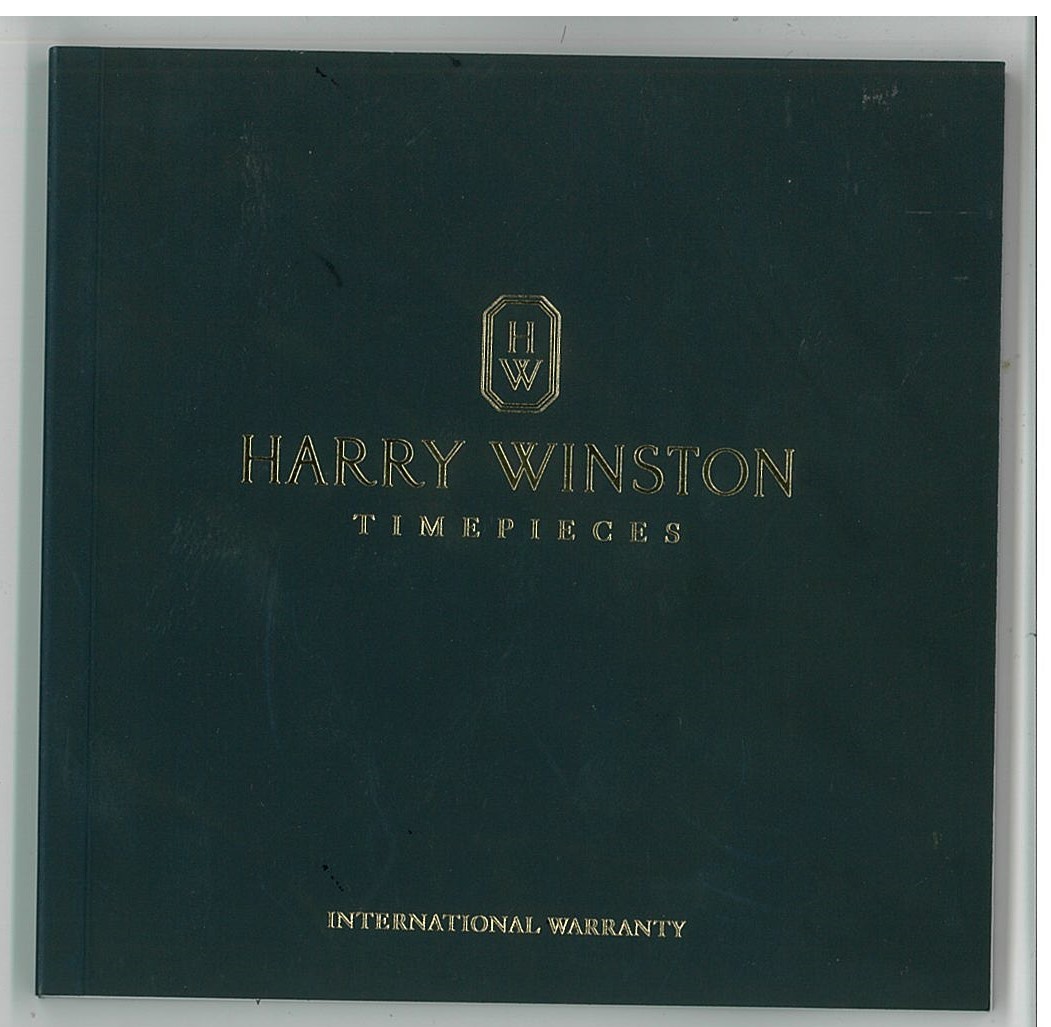 H
W
HARRY WINSTON
TIMEPIECES
INTERNATIONAL WARRANTY